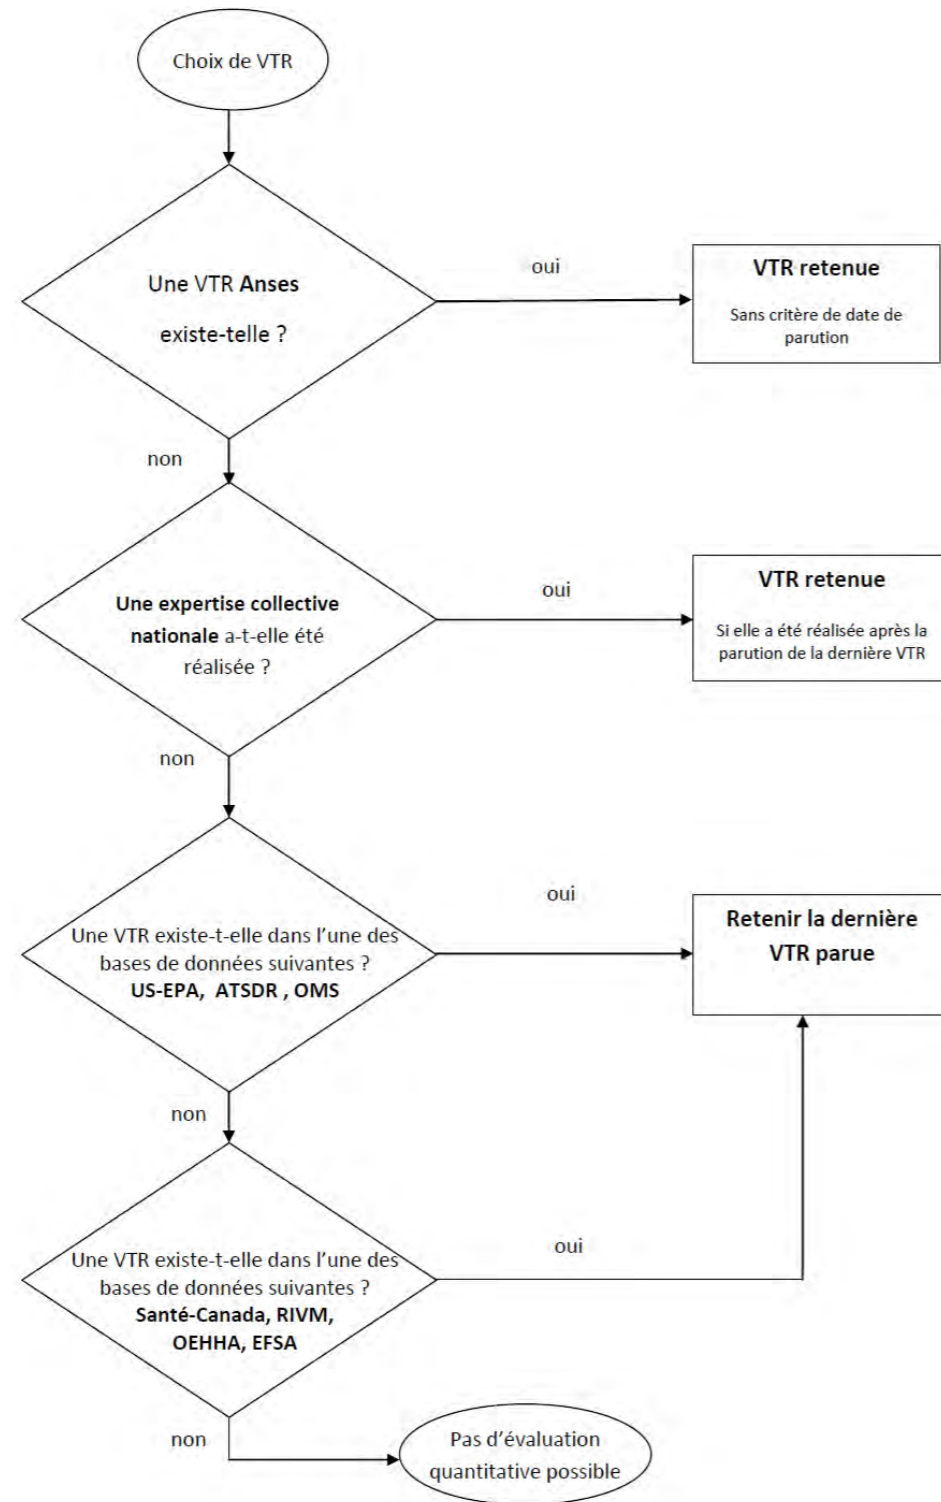 Choix de VTR
Une VTR Anses
existe-telle ?
oui
VTR retenue
Sans critère de date de
parution
non
Une expertise collective
nationale a-t-elle été
réalisée ?
oui
VTR retenue
Si elle a été réalisée après la
parution de la dernière VTR
non
Une VTR existe-t-elle dans l'une des
bases de données suivantes ?
US-EPA, ATSDR , OMS
oui
Retenir la dernière
VTR parue
non
Une VTR existe-t-elle dans l'une des
bases de données suivantes ?
Santé-Canada, RIVM,
OEHHA, EFSA
oui
non
Pas d'évaluation
quantitative possible